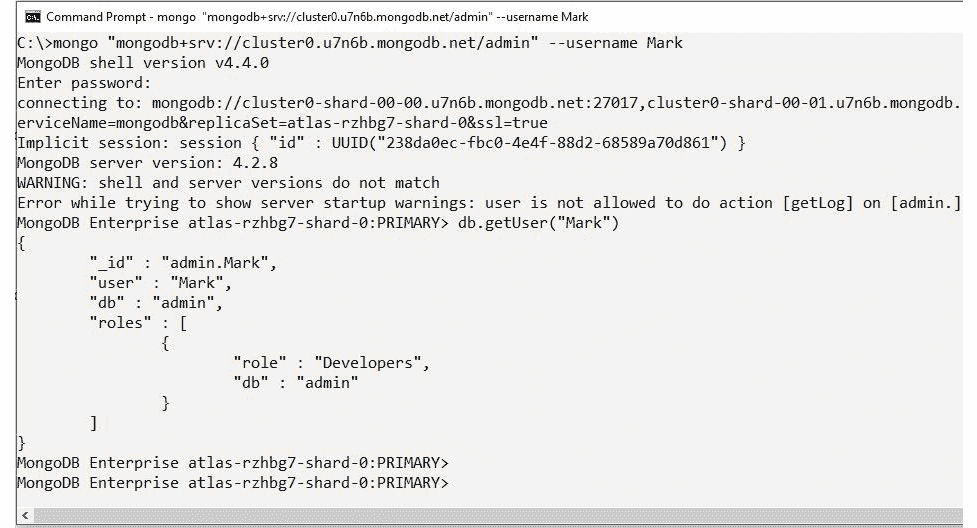 Command Prompt - mongo "mongodb+srv://cluster0.u7n6b.mongodb.net/admin" --username Mark
C:\>mongo "mongodb+srv://cluster0.u7n6b.mongodb.net/admin" --username Mark
MongoDB shell version v4.4.0
Enter password:
connecting to: mongodb://cluster0-shard-00-00.u7n6b.mongodb.net:27017,cluster0-shard-00-01.u7n6b.mongodb.
erviceName=mongodb&replicaSet=atlas-rzhbg7-shard-0&ssl=true
Implicit session: session { "id" : UUID("238da0ec-fbc0-4e4f-88d2-68589a70d861") }
MongoDB server version: 4.2.8
WARNING: shell and server versions do not match
Error while trying to show server startup warnings: user is not allowed to do action [getLog] on [admin.]
MongoDB Enterprise atlas-rzhbg7-shard-0:PRIMARY> db.getUser("Mark")
{
        "_id" : "admin.Mark",
        "user" : "Mark",
        "db" : "admin",
        "roles" : [
                {
                        "role" : "Developers",
                        "db" : "admin"
                }
        ]
}
MongoDB Enterprise atlas-rzhbg7-shard-0:PRIMARY>
MongoDB Enterprise atlas-rzhbg7-shard-0:PRIMARY>